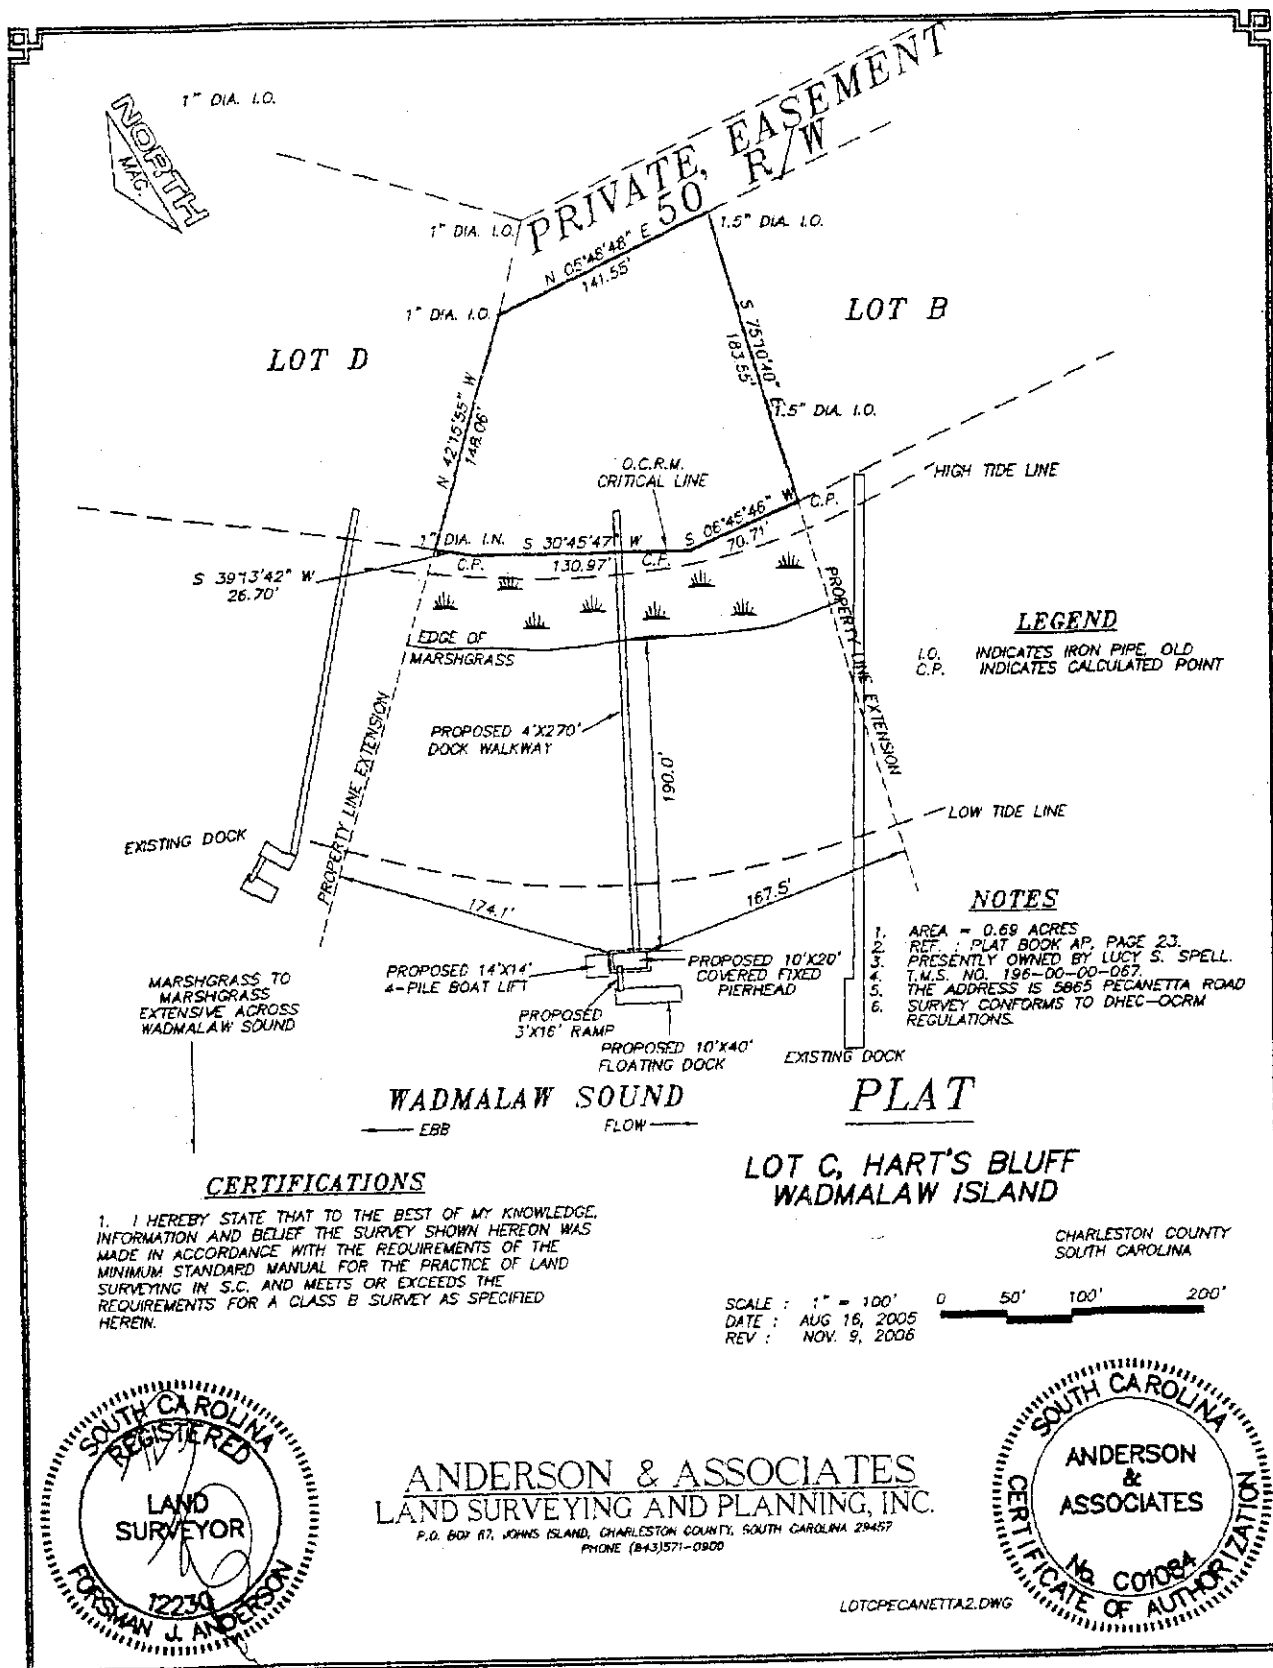 1" DIA. I.O.
NORTH
MAG.
PRIVATE, EASEMENT
50 R/W
1" DIA. I.O.
1.5" DIA. I.O.
N 05°48'48" E
141.55'
1" DIA. I.O.
LOT B
LOT D
S 75°10'40" E
183.55'
1.5" DIA. I.O.
N 42°15'55" W
148.06'
O.C.R.M.
CRITICAL LINE
HIGH TIDE LINE
S 06°45'46" W
70.71'
C.P.
1" DIA. I.N.
S 30°45'47" W
130.97'
C.P.
C.P.
S 39°13'42" W
26.70'
EDGE OF
MARSHGRASS
PROPERTY LINE EXTENSION
LEGEND
I.O. INDICATES IRON PIPE, OLD
C.P. INDICATES CALCULATED POINT
PROPERTY LINE EXTENSION
PROPOSED 4'X270'
DOCK WALKWAY
190.0'
LOW TIDE LINE
EXISTING DOCK
174.1'
167.5'
NOTES
1. AREA = 0.69 ACRES
2. REF. : PLAT BOOK AP, PAGE 23.
3. PRESENTLY OWNED BY LUCY S. SPELL.
4. T.M.S. NO. 196-00-00-067.
5. THE ADDRESS IS 5865 PECANETTA ROAD
6. SURVEY CONFORMS TO DHEC-OCRM
REGULATIONS.
MARSHGRASS TO
MARSHGRASS
EXTENSIVE ACROSS
WADMALAW SOUND
PROPOSED 14'X14'
4-PILE BOAT LIFT
PROPOSED 10'X20'
COVERED FIXED
PIERHEAD
PROPOSED
3'X16' RAMP
PROPOSED 10'X40'
FLOATING DOCK
EXISTING DOCK
WADMALAW SOUND
EBB
FLOW
PLAT
LOT C, HART'S BLUFF
WADMALAW ISLAND
CHARLESTON COUNTY
SOUTH CAROLINA
CERTIFICATIONS
1. I HEREBY STATE THAT TO THE BEST OF MY KNOWLEDGE,
INFORMATION AND BELIEF THE SURVEY SHOWN HEREON WAS
MADE IN ACCORDANCE WITH THE REQUIREMENTS OF THE
MINIMUM STANDARD MANUAL FOR THE PRACTICE OF LAND
SURVEYING IN S.C. AND MEETS OR EXCEEDS THE
REQUIREMENTS FOR A CLASS B SURVEY AS SPECIFIED
HEREIN.
SCALE : 1" = 100'
0 50' 100' 200'
DATE : AUG 16, 2005
REV : NOV. 9, 2006
SOUTH CAROLINA
REGISTERED
LAND
SURVEYOR
12230
FORSMAN J. ANDERSON
ANDERSON & ASSOCIATES
LAND SURVEYING AND PLANNING, INC.
P.O. BOX 67, JOHNS ISLAND, CHARLESTON COUNTY, SOUTH CAROLINA 29457
PHONE (843)571-0900
SOUTH CAROLINA
ANDERSON
&
ASSOCIATES
No. C01084
CERTIFICATE OF AUTHORIZATION
LOTCPECANETTA2.DWG